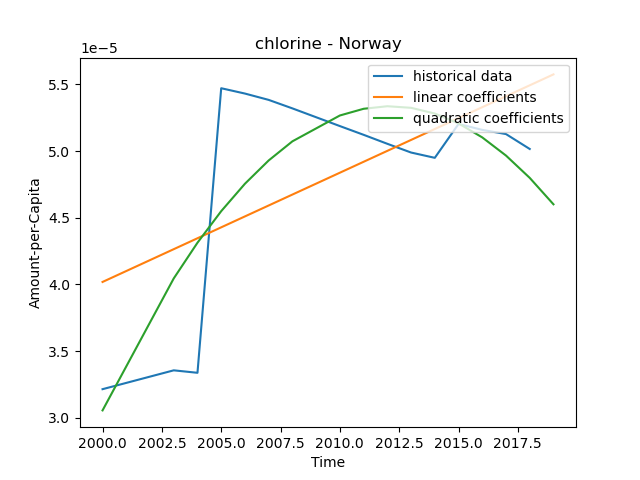 chlorine - Norway
1e−5
historical data
linear coefficients
quadratic coefficients
5.5
5.0
4.5
4.0
3.5
3.0
Amount-per-Capita
2000.0 2002.5 2005.0 2007.5 2010.0 2012.5 2015.0 2017.5
Time